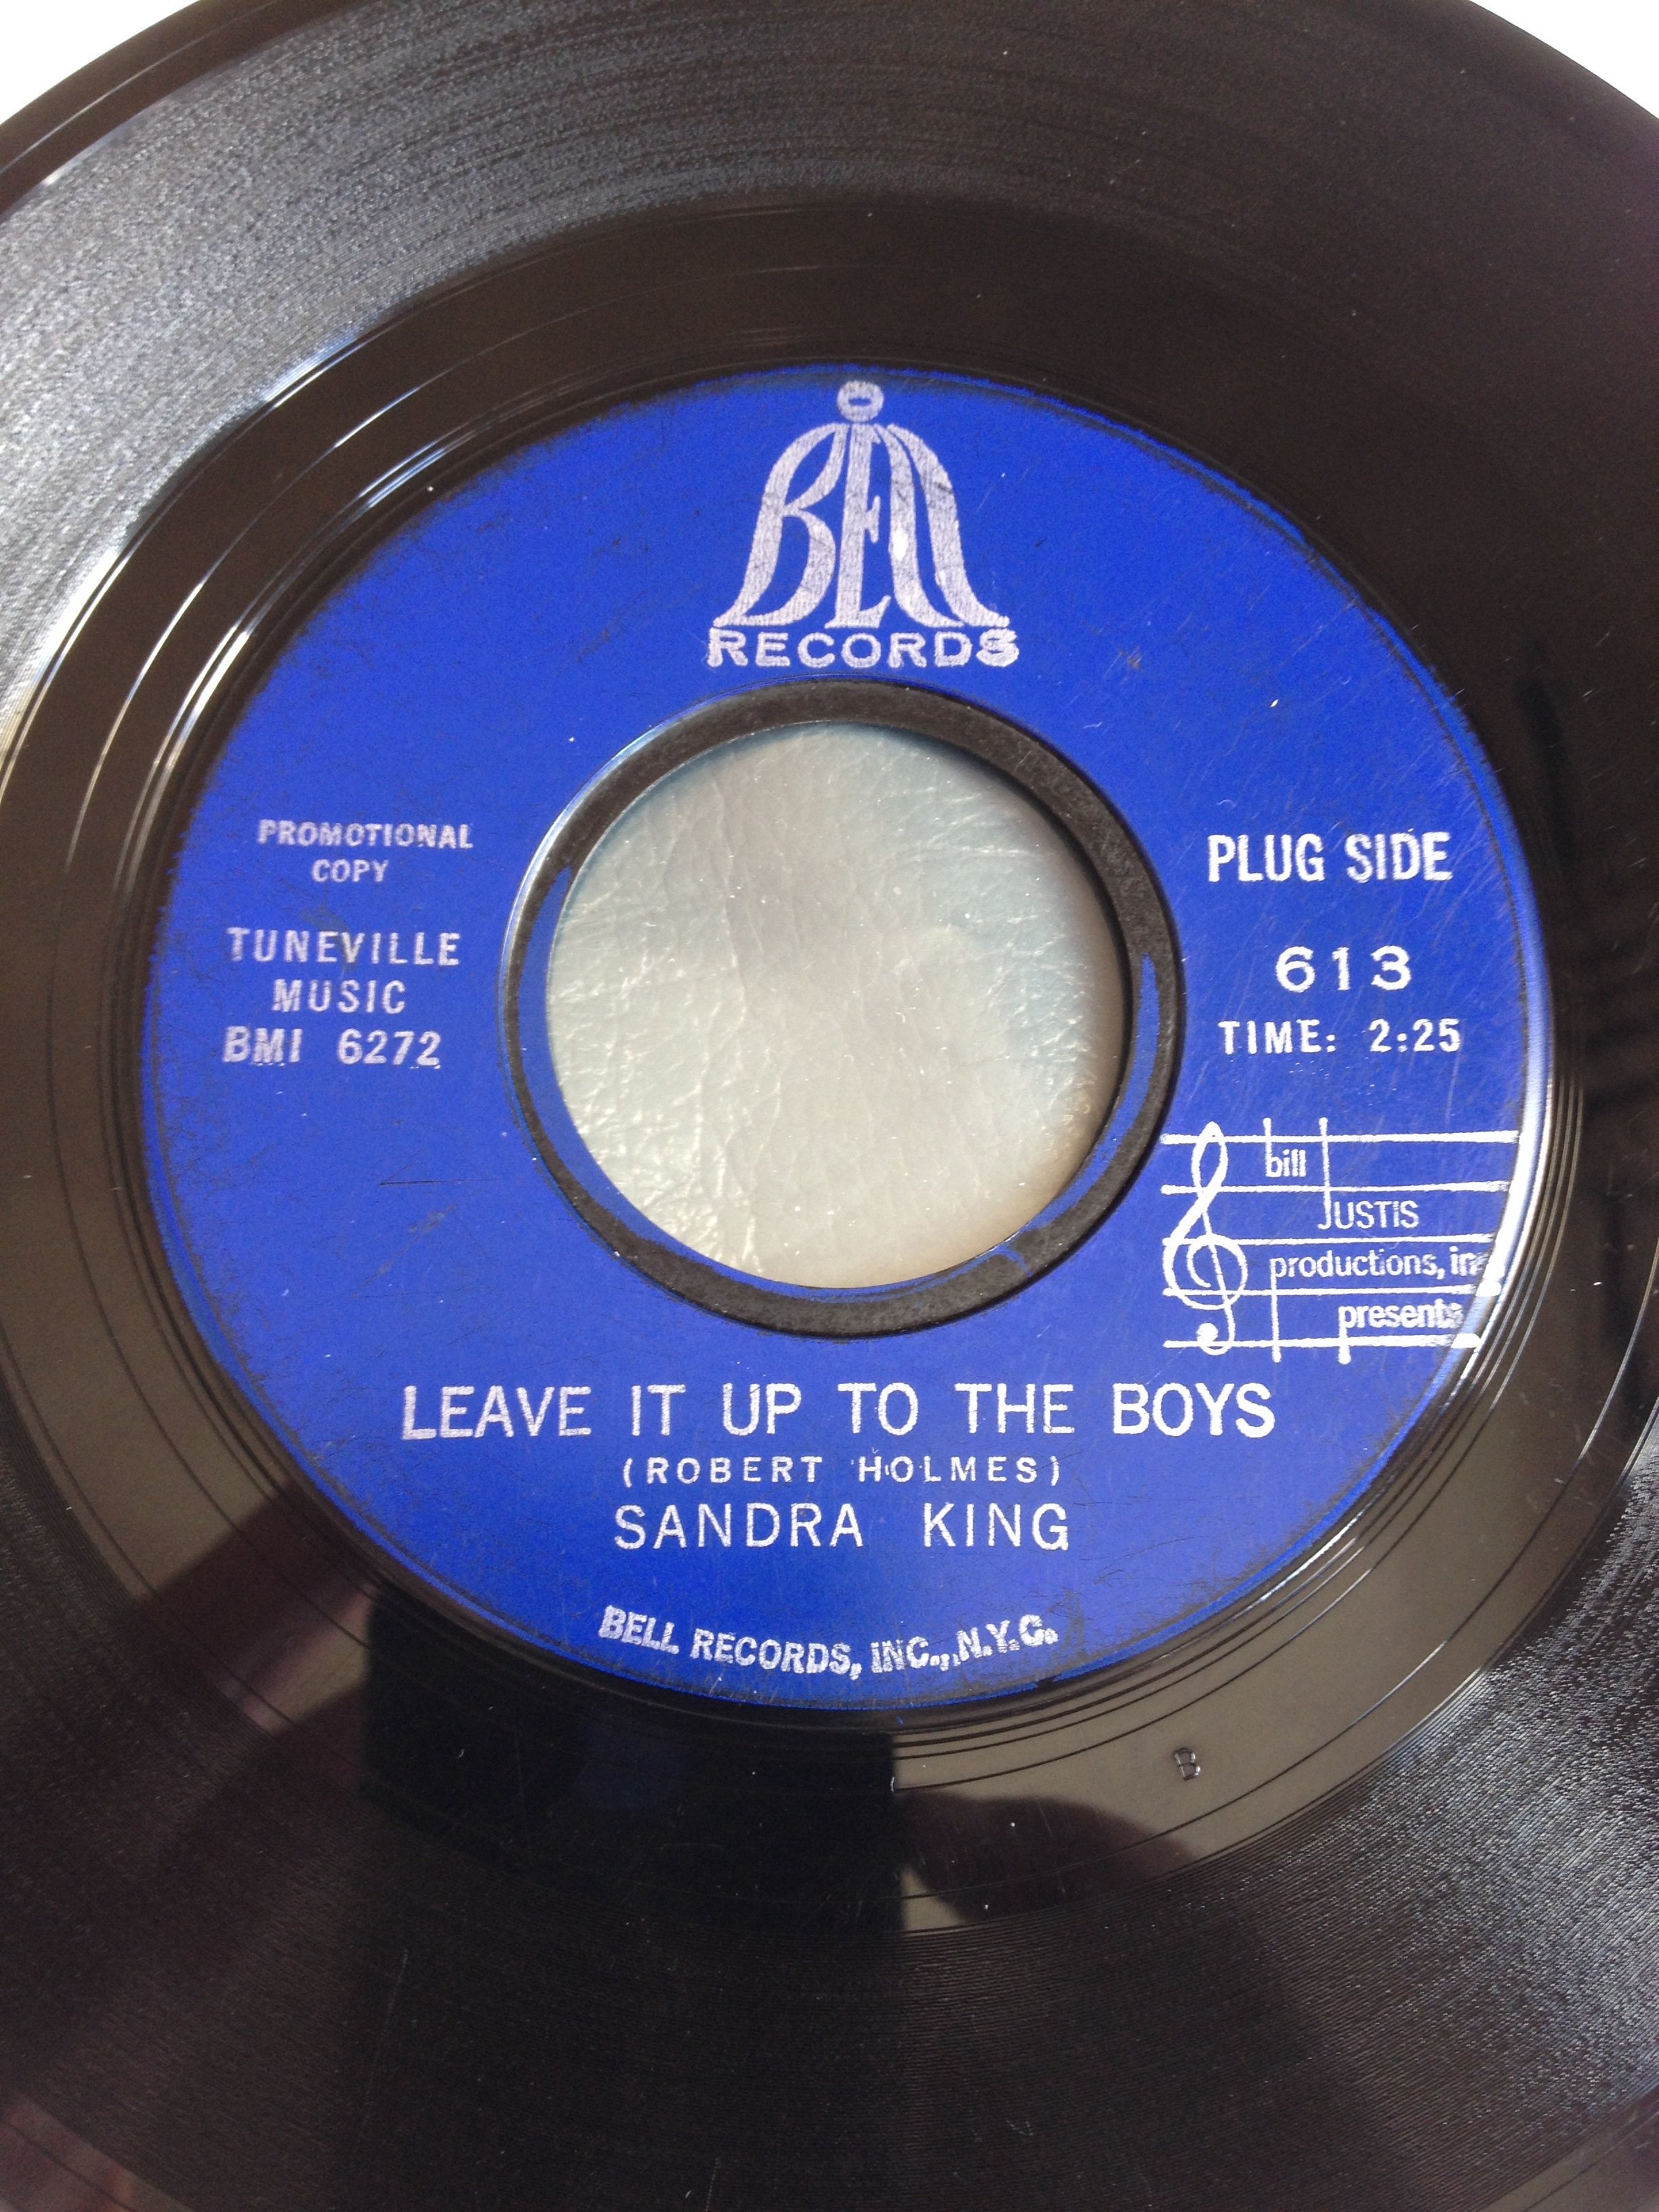 BELL
RECORDS
PROMOTIONAL
COPY
TUNEVILLE
MUSIC
BMI 6272
PLUG SIDE
613
TIME: 2:25
bill
JUSTIS
productions, inc
presents
LEAVE IT UP TO THE BOYS
(ROBERT HOLMES)
SANDRA KING
BELL RECORDS, INC., N.Y.C.
B